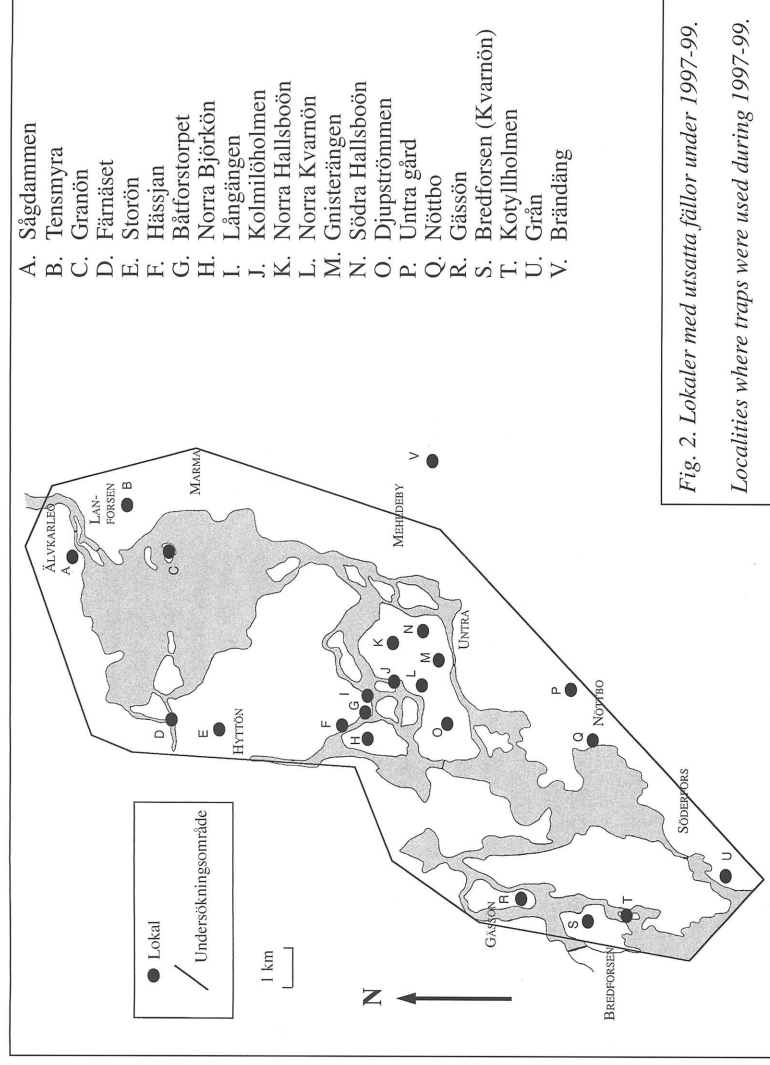 A. Sågdammen
B. Tensmyra
C. Granön
D. Färnäset
E. Storön
F. Hässjan
G. Båtforstorpet
H. Norra Björkön
I. Långängen
J. Kolmilöholmen
K. Norra Hallsboön
L. Norra Kvarnön
M. Gnisterängen
N. Södra Hallsboön
O. Djupströmmen
P. Untra gård
Q. Nöttbo
R. Gässön
S. Bredforsen (Kvarnön)
T. Kotyllholmen
U. Grån
V. Brändäng
Lokal
Undersökningsområde
1 km
N
ÄLVKARLEÖ
A
LAN-
FORSEN
B
MARMA
C
D
E
HYTTÖN
MEHEDEBY
V
F
G
H
I
J
K
L
M
N
O
UNTRA
P
Q
NÖTTBO
SÖDERFORS
GÄSSÖN
R
S
T
BREDFORSEN
U
Fig. 2. Lokaler med utsatta fällor under 1997-99.
Localities where traps were used during 1997-99.